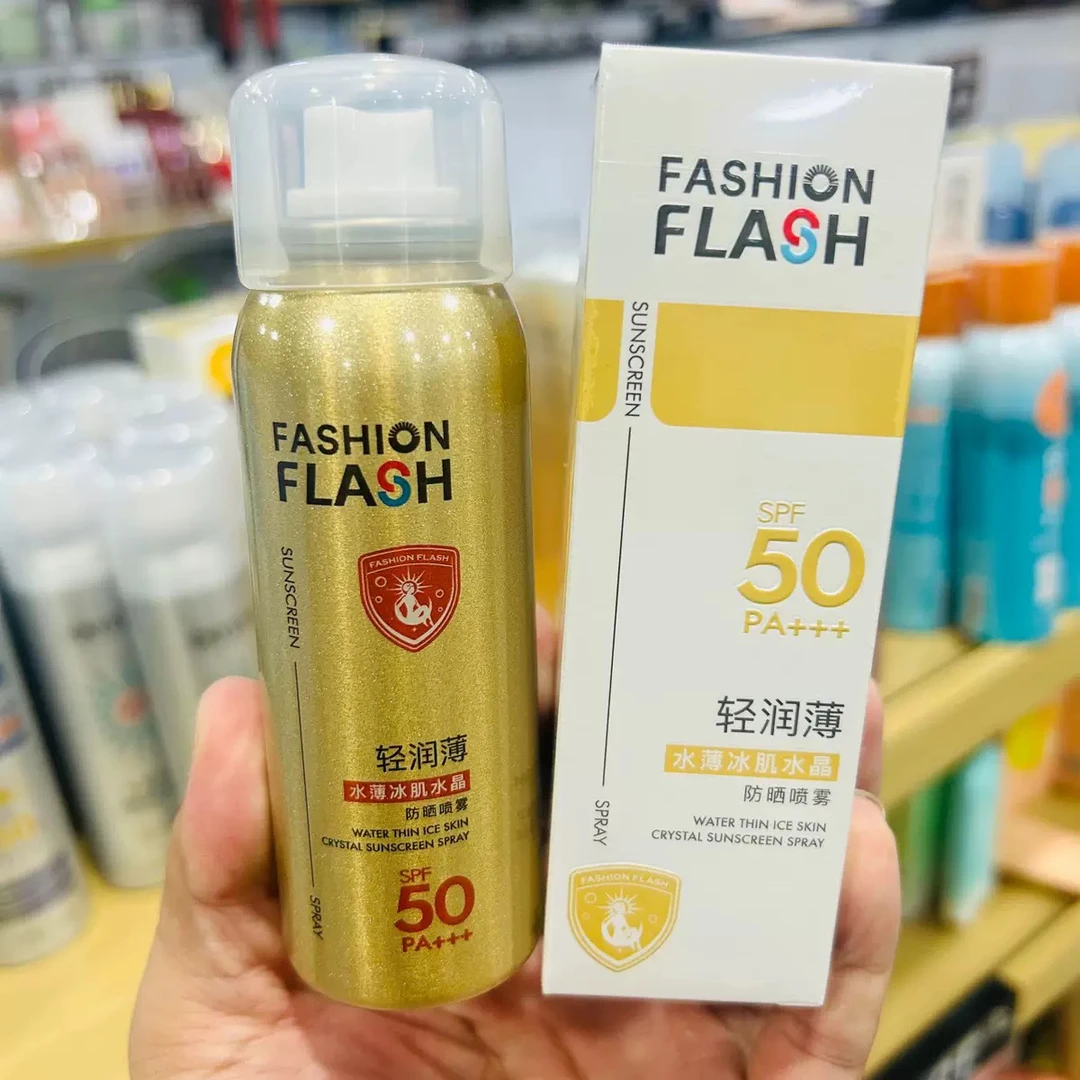 FASHION
FLASH
FASHION FLASH
SUNSCREEN
轻润薄
水薄冰肌水晶
防晒喷雾
WATER THIN ICE SKIN
CRYSTAL SUNSCREEN SPRAY
SPF
50
PA+++
SPRAY
FASHION
FLASH
SUNSCREEN
SPF
50
PA+++
轻润薄
水薄冰肌水晶
防晒喷雾
WATER THIN ICE SKIN
CRYSTAL SUNSCREEN SPRAY
SPRAY
FASHION FLASH